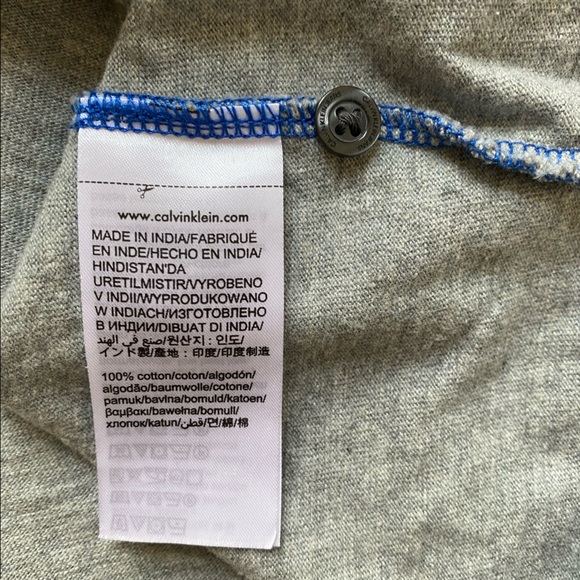 www.calvinklein.com
MADE IN INDIA/FABRIQUÉ
EN INDE/HECHO EN INDIA/
HINDISTAN'DA
URETILMISTIR/VYROBENO
V INDII/WYPRODUKOWANO
W INDIACH/ИЗГОТОВЛЕНО
В ИНДИИ/DIBUAT DI INDIA/
صنع في الهند/원산지 : 인도/
インド製/產地 : 印度/印度制造
100% cotton/coton/algodón/
algodão/baumwolle/cotone/
pamuk/bavlna/bomuld/katoen/
βαμβακι/bawełna/bomull/
хлопок/katun/قطن/면/綿/棉